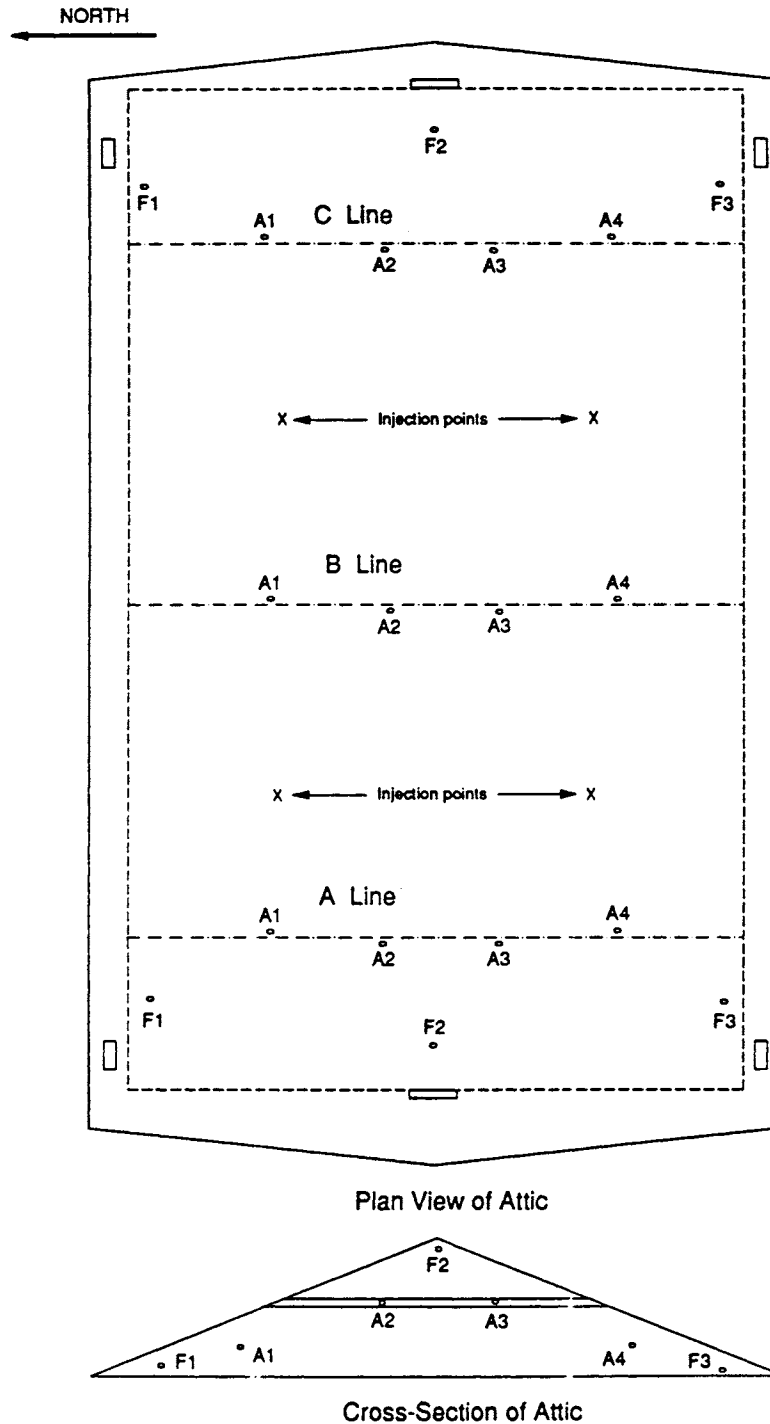 NORTH
F2
F1
F3
C Line
A1
A4
A2
A3
X
Injection points
X
B Line
A1
A4
A2
A3
X
Injection points
X
A Line
A1
A4
A2
A3
F1
F3
F2
Plan View of Attic
F2
A2
A3
F1
A1
A4
F3
Cross-Section of Attic